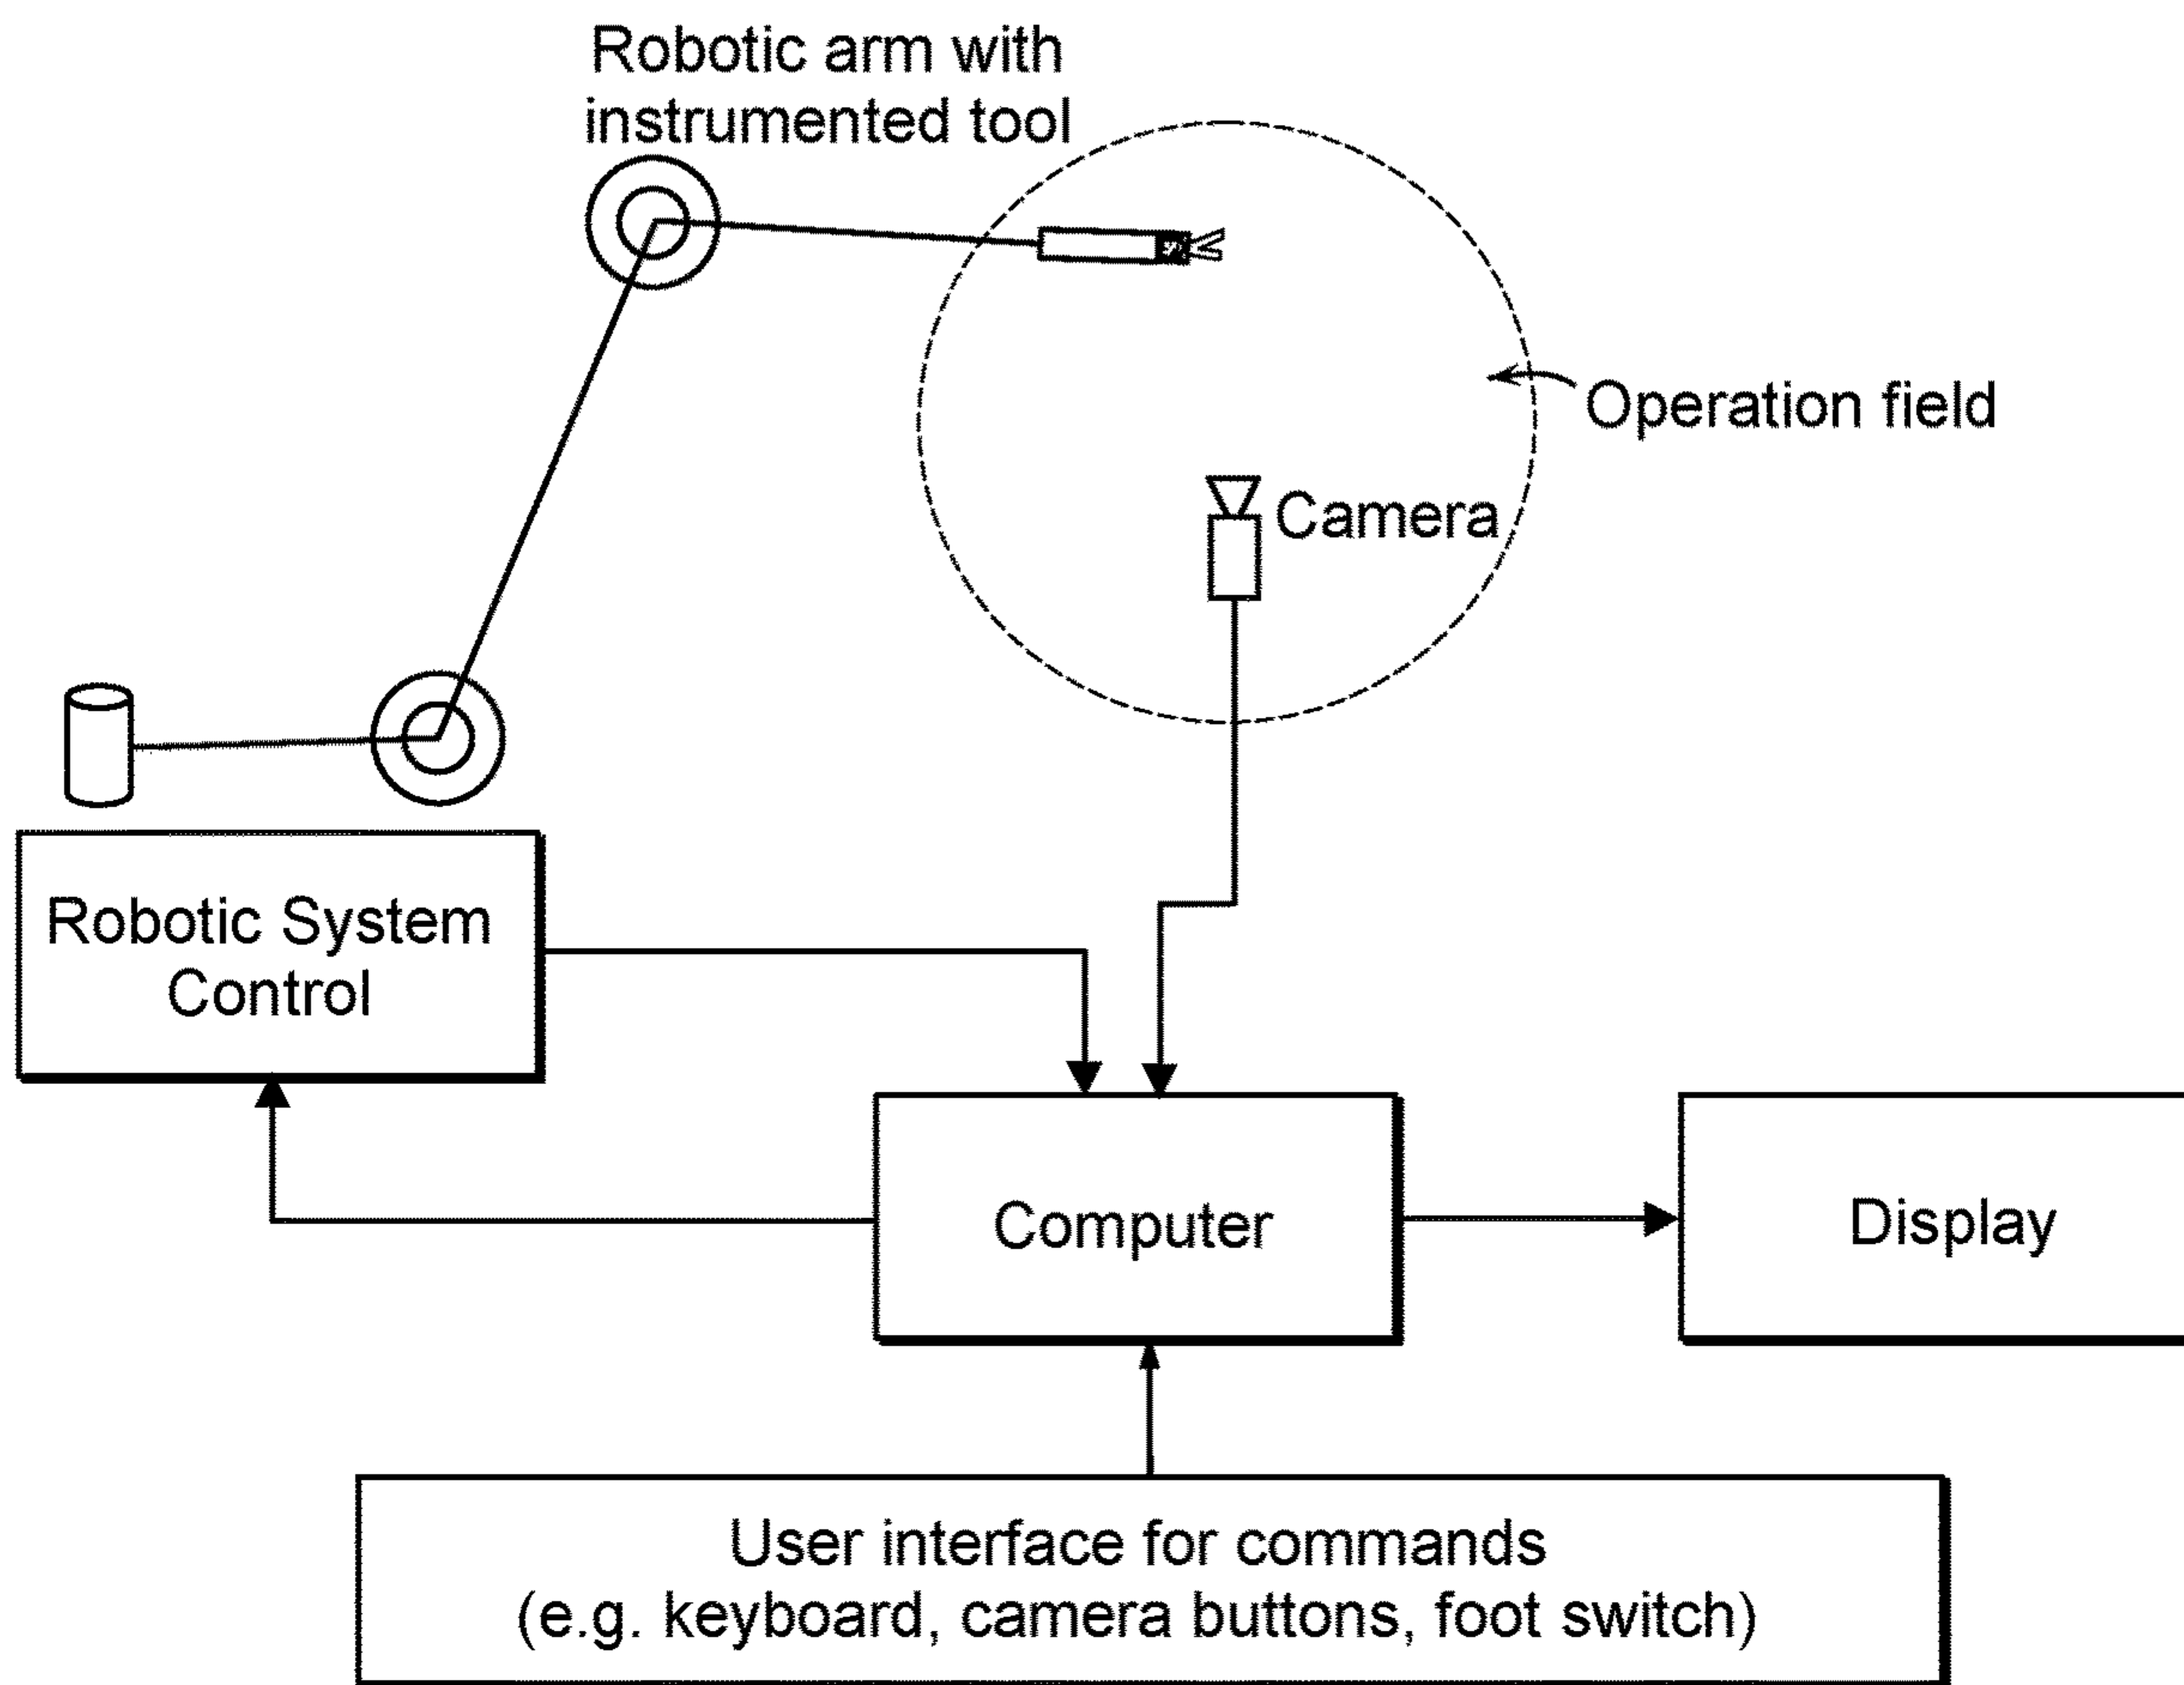 Robotic arm with
instrumented tool
Operation field
Camera
Robotic System
Control
Computer
Display
User interface for commands
(e.g. keyboard, camera buttons, foot switch)